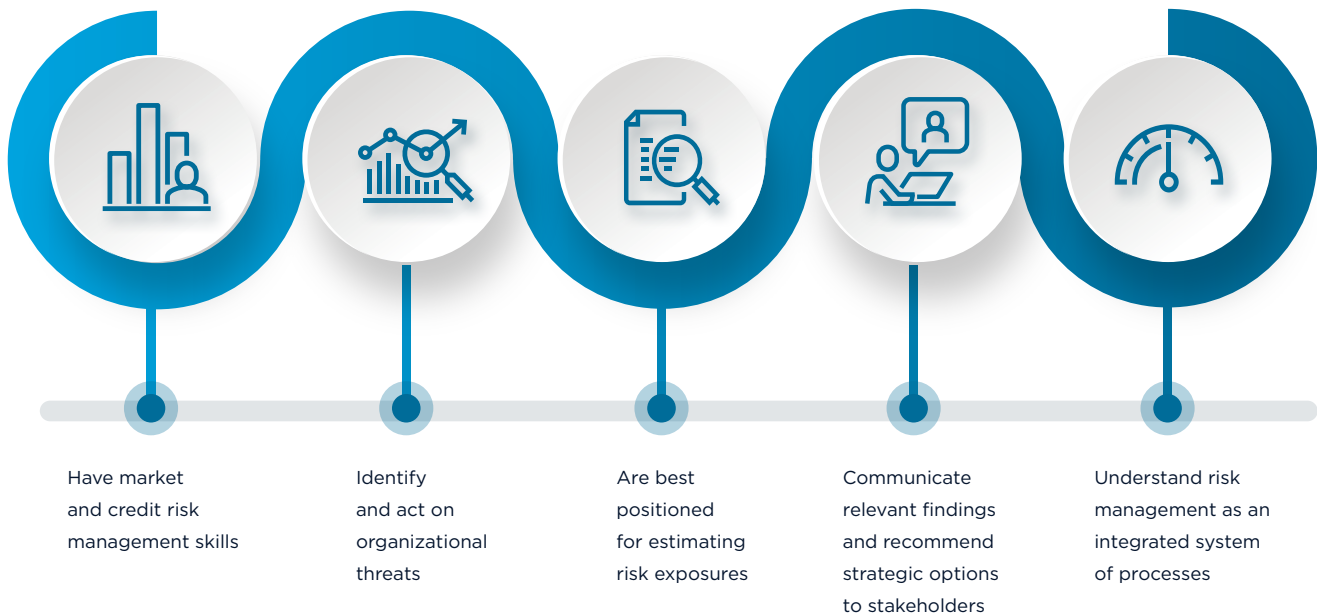 Have market
and credit risk
management skills
Identify
and act on
organizational
threats
Are best
positioned
for estimating
risk exposures
Communicate
relevant findings
and recommend
strategic options
to stakeholders
Understand risk
management as an
integrated system
of processes